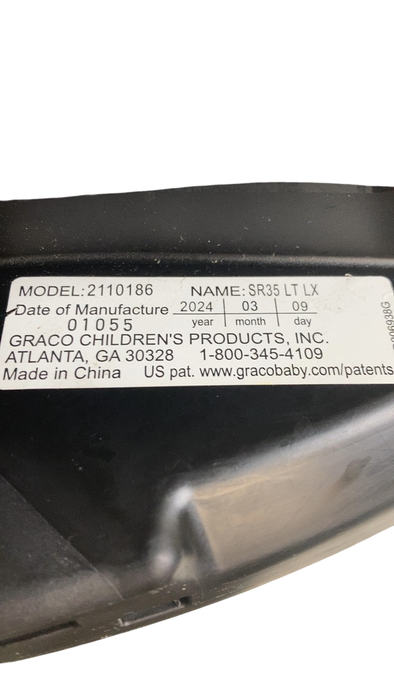 MODEL:2110186 NAME: SR35 LT LX
Date of Manufacture 2024 03 09
01055 year month day
GRACO CHILDREN'S PRODUCTS, INC.
ATLANTA, GA 30328 1-800-345-4109
Made in China US pat. www.gracobaby.com/patents